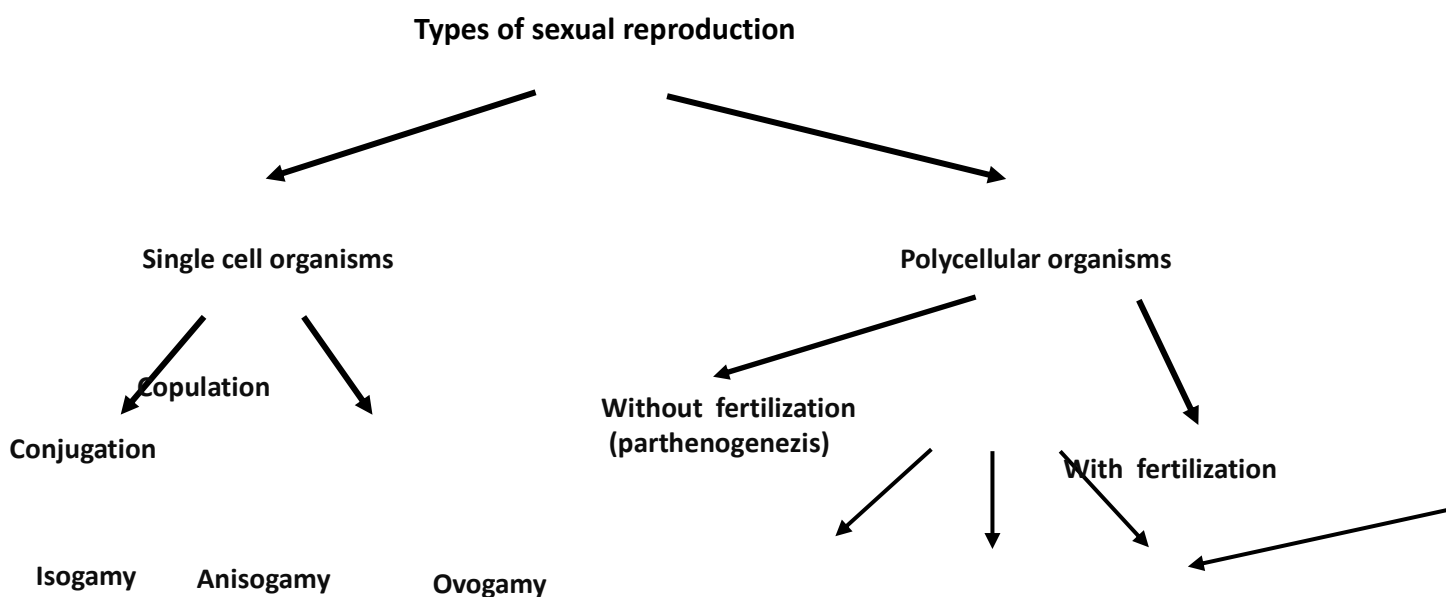 Types of sexual reproduction
Single cell organisms
Polycellular organisms
Copulation
Conjugation
Without fertilization
(parthenogenezis)
With fertilization
Isogamy
Anisogamy
Ovogamy